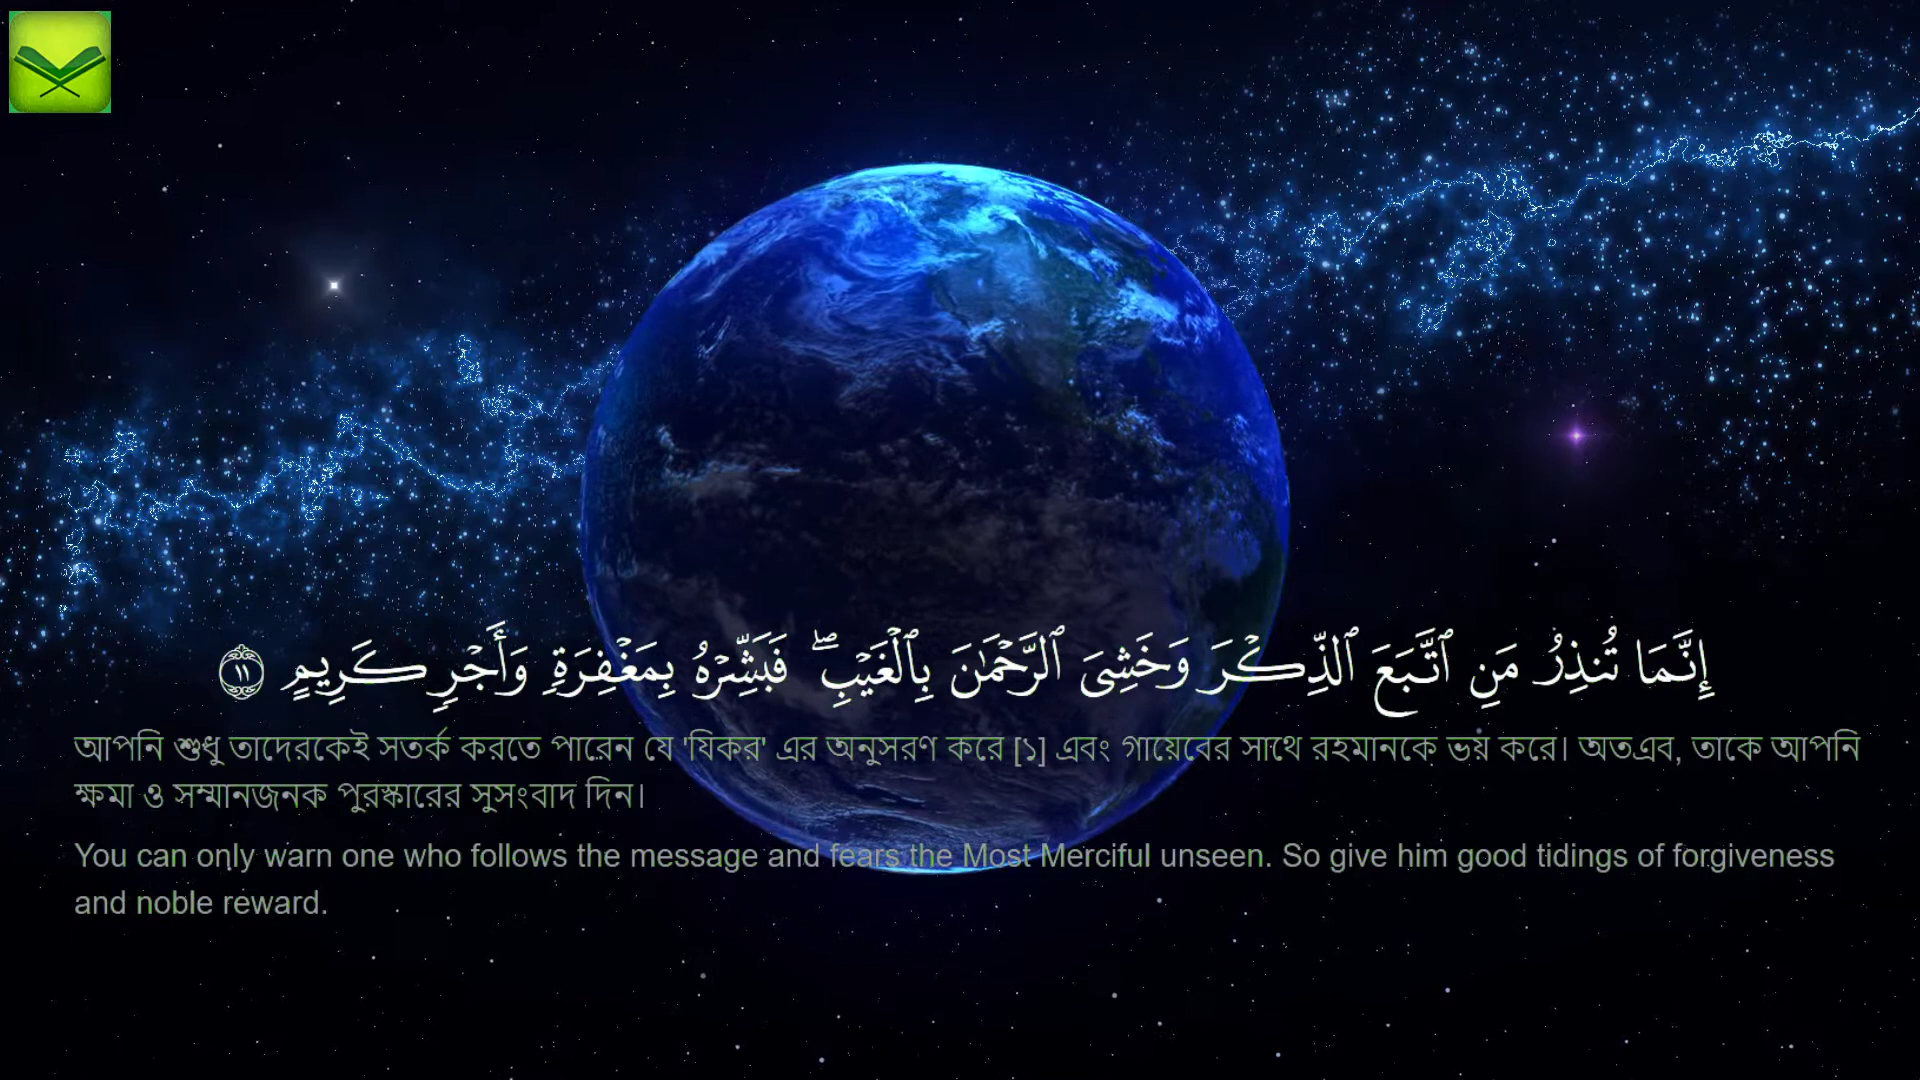 إِنَّمَا تُنذِرُ مَنِ ٱتَّبَعَ ٱلذِّكْرَ وَخَشِىَ ٱلرَّحْمَٰنَ بِٱلْغَيْبِ ۖ فَبَشِّرْهُ بِمَغْفِرَةٍ وَأَجْرٍ كَرِيمٍ ١١
আপনি শুধু তাদেরকেই সতর্ক করতে পারেন যে 'যিকর' এর অনুসরণ করে [১] এবং গায়েবের সাথে রহমানকে ভয় করে। অতএব, তাকে আপনি
ক্ষমা ও সম্মানজনক পুরস্কারের সুসংবাদ দিন।
You can only warn one who follows the message and fears the Most Merciful unseen. So give him good tidings of forgiveness
and noble reward.